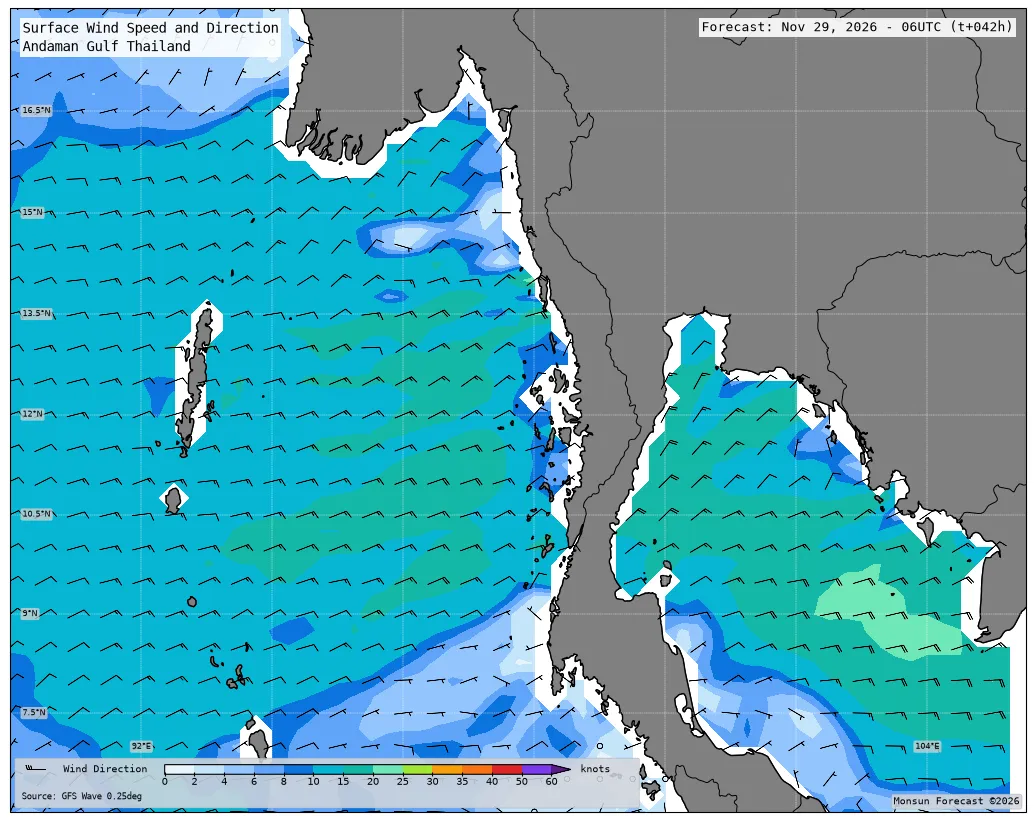 Surface Wind Speed and Direction
Andaman Gulf Thailand
Forecast: Nov 29, 2026 - 06UTC (t+042h)
16.5°N
15°N
13.5°N
12°N
10.5°N
9°N
7.5°N
92°E
104°E
Wind Direction
0 2 4 6 8 10 15 20 25 30 35 40 50 60
knots
Source: GFS Wave 0.25deg
Monsun Forecast ©2026